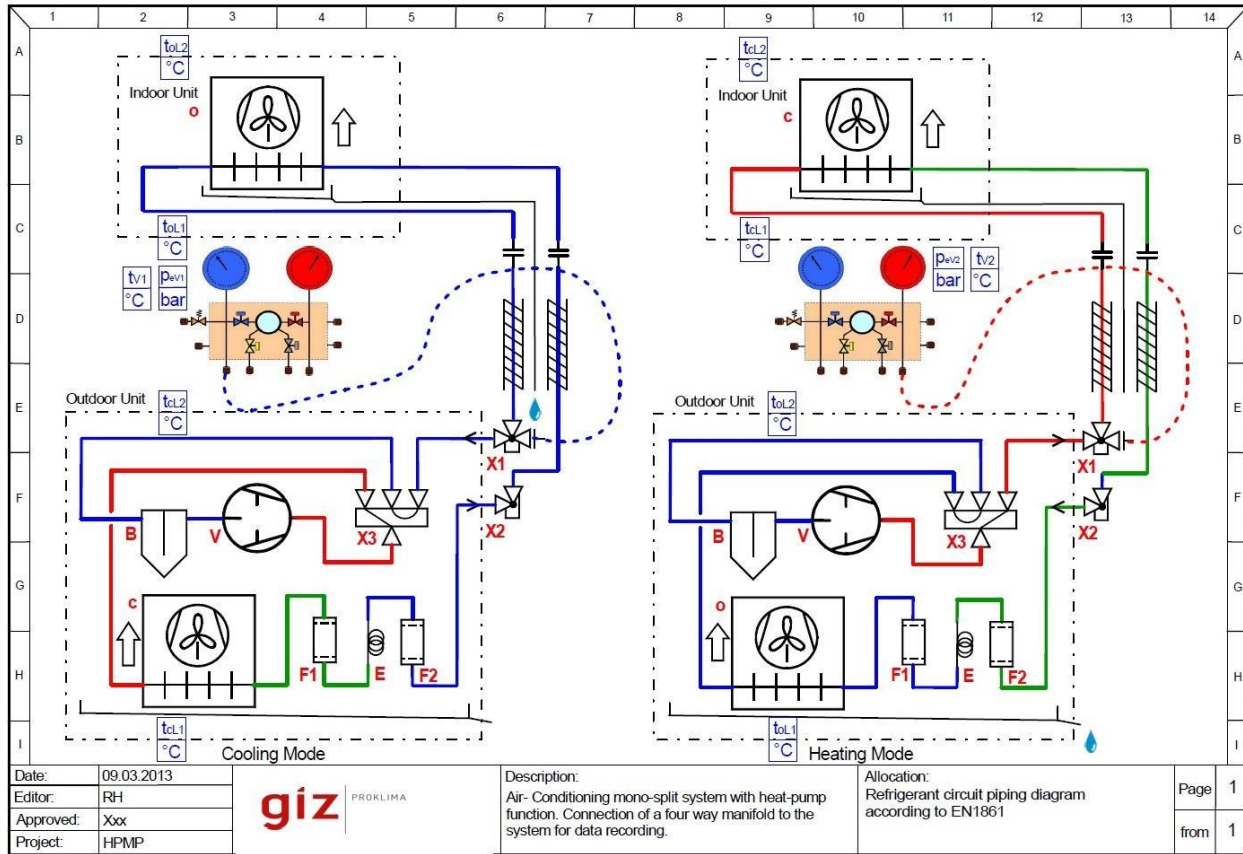 1 2 3 4 5 6 7 8 9 10 11 12 13 14
A
B
C
D
E
F
G
H
I
toL2
°C
Indoor Unit
o
toL1
°C
tV1
°C
peV1
bar
Outdoor Unit
tcL2
°C
X1
X2
B
V
X3
c
F1
E
F2
tcL1
°C
Cooling Mode
tcL2
°C
Indoor Unit
c
tcL1
°C
peV2
bar
tV2
°C
Outdoor Unit
toL2
°C
X1
X2
B
V
X3
o
F1
E
F2
toL1
°C
Heating Mode
A
B
C
D
E
F
G
H
I
Date: 09.03.2013
Editor: RH
Approved: Xxx
Project: HPMP
giz PROKLIMA
Description:
Air- Conditioning mono-split system with heat-pump
function. Connection of a four way manifold to the
system for data recording.
Allocation:
Refrigerant circuit piping diagram
according to EN1861
Page 1
from 1